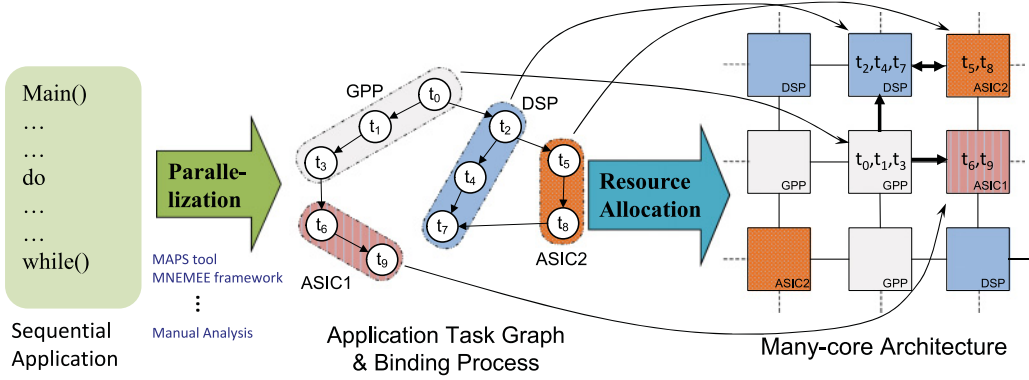 Main()
…
…
do
…
…
while()
Sequential
Application
Paralle-
lization
MAPS tool
MNEMEE framework
⋮
Manual Analysis
GPP
t0
t1
t3
DSP
t2
t4
t7
t5
t8
ASIC2
t6
t9
ASIC1
Application Task Graph
& Binding Process
Resource
Allocation
DSP
t2,t4,t7
DSP
t5,t8
ASIC2
GPP
t0,t1,t3
GPP
t6,t9
ASIC1
ASIC2
GPP
DSP
Many-core Architecture